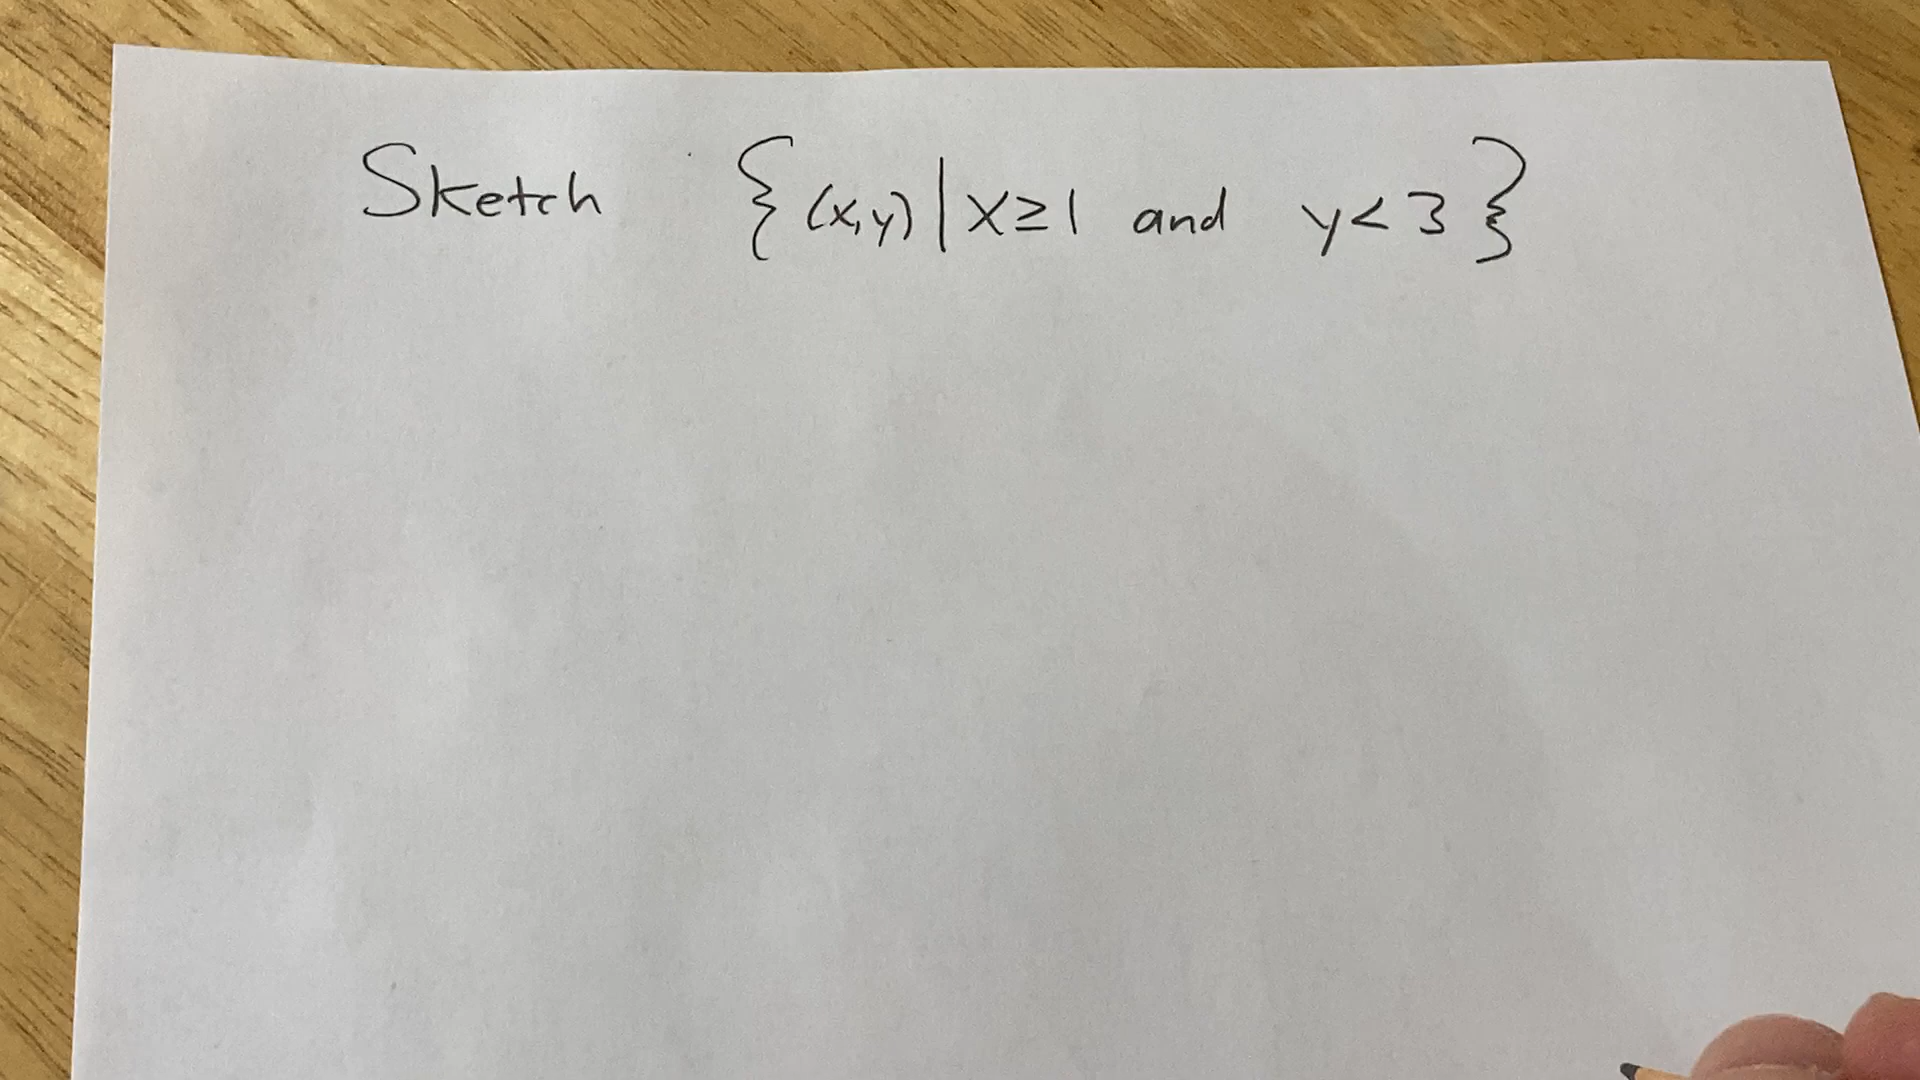 Sketch {(x,y)|x≥1 and y<3}